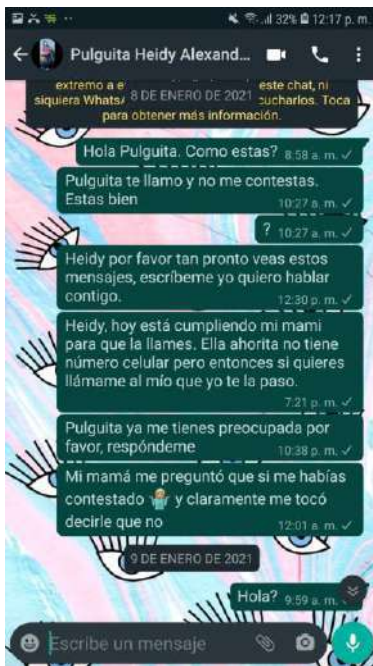 32% 12:17 p. m.
Pulguita Heidy Alexand...
extremo a e este chat, ni
siquiera Whats cucharlos. Toca
para obtener más información.
8 DE ENERO DE 2021
Hola Pulguita. Como estas? 8:58 a. m.
Pulguita te llamo y no me contestas.
Estas bien 10:27 a. m.
? 10:27 a. m.
Heidy por favor tan pronto veas estos
mensajes, escríbeme yo quiero hablar
contigo. 12:30 p. m.
Heidy, hoy está cumpliendo mi mami
para que la llames. Ella ahorita no tiene
número celular pero entonces si quieres
llámame al mío que yo te la paso.
7:21 p. m.
Pulguita ya me tienes preocupada por
favor, respóndeme 10:38 p. m.
Mi mamá me preguntó que si me habías
contestado y claramente me tocó
decirle que no 12:01 a. m.
9 DE ENERO DE 2021
Hola? 9:59 a. m.
Escribe un mensaje